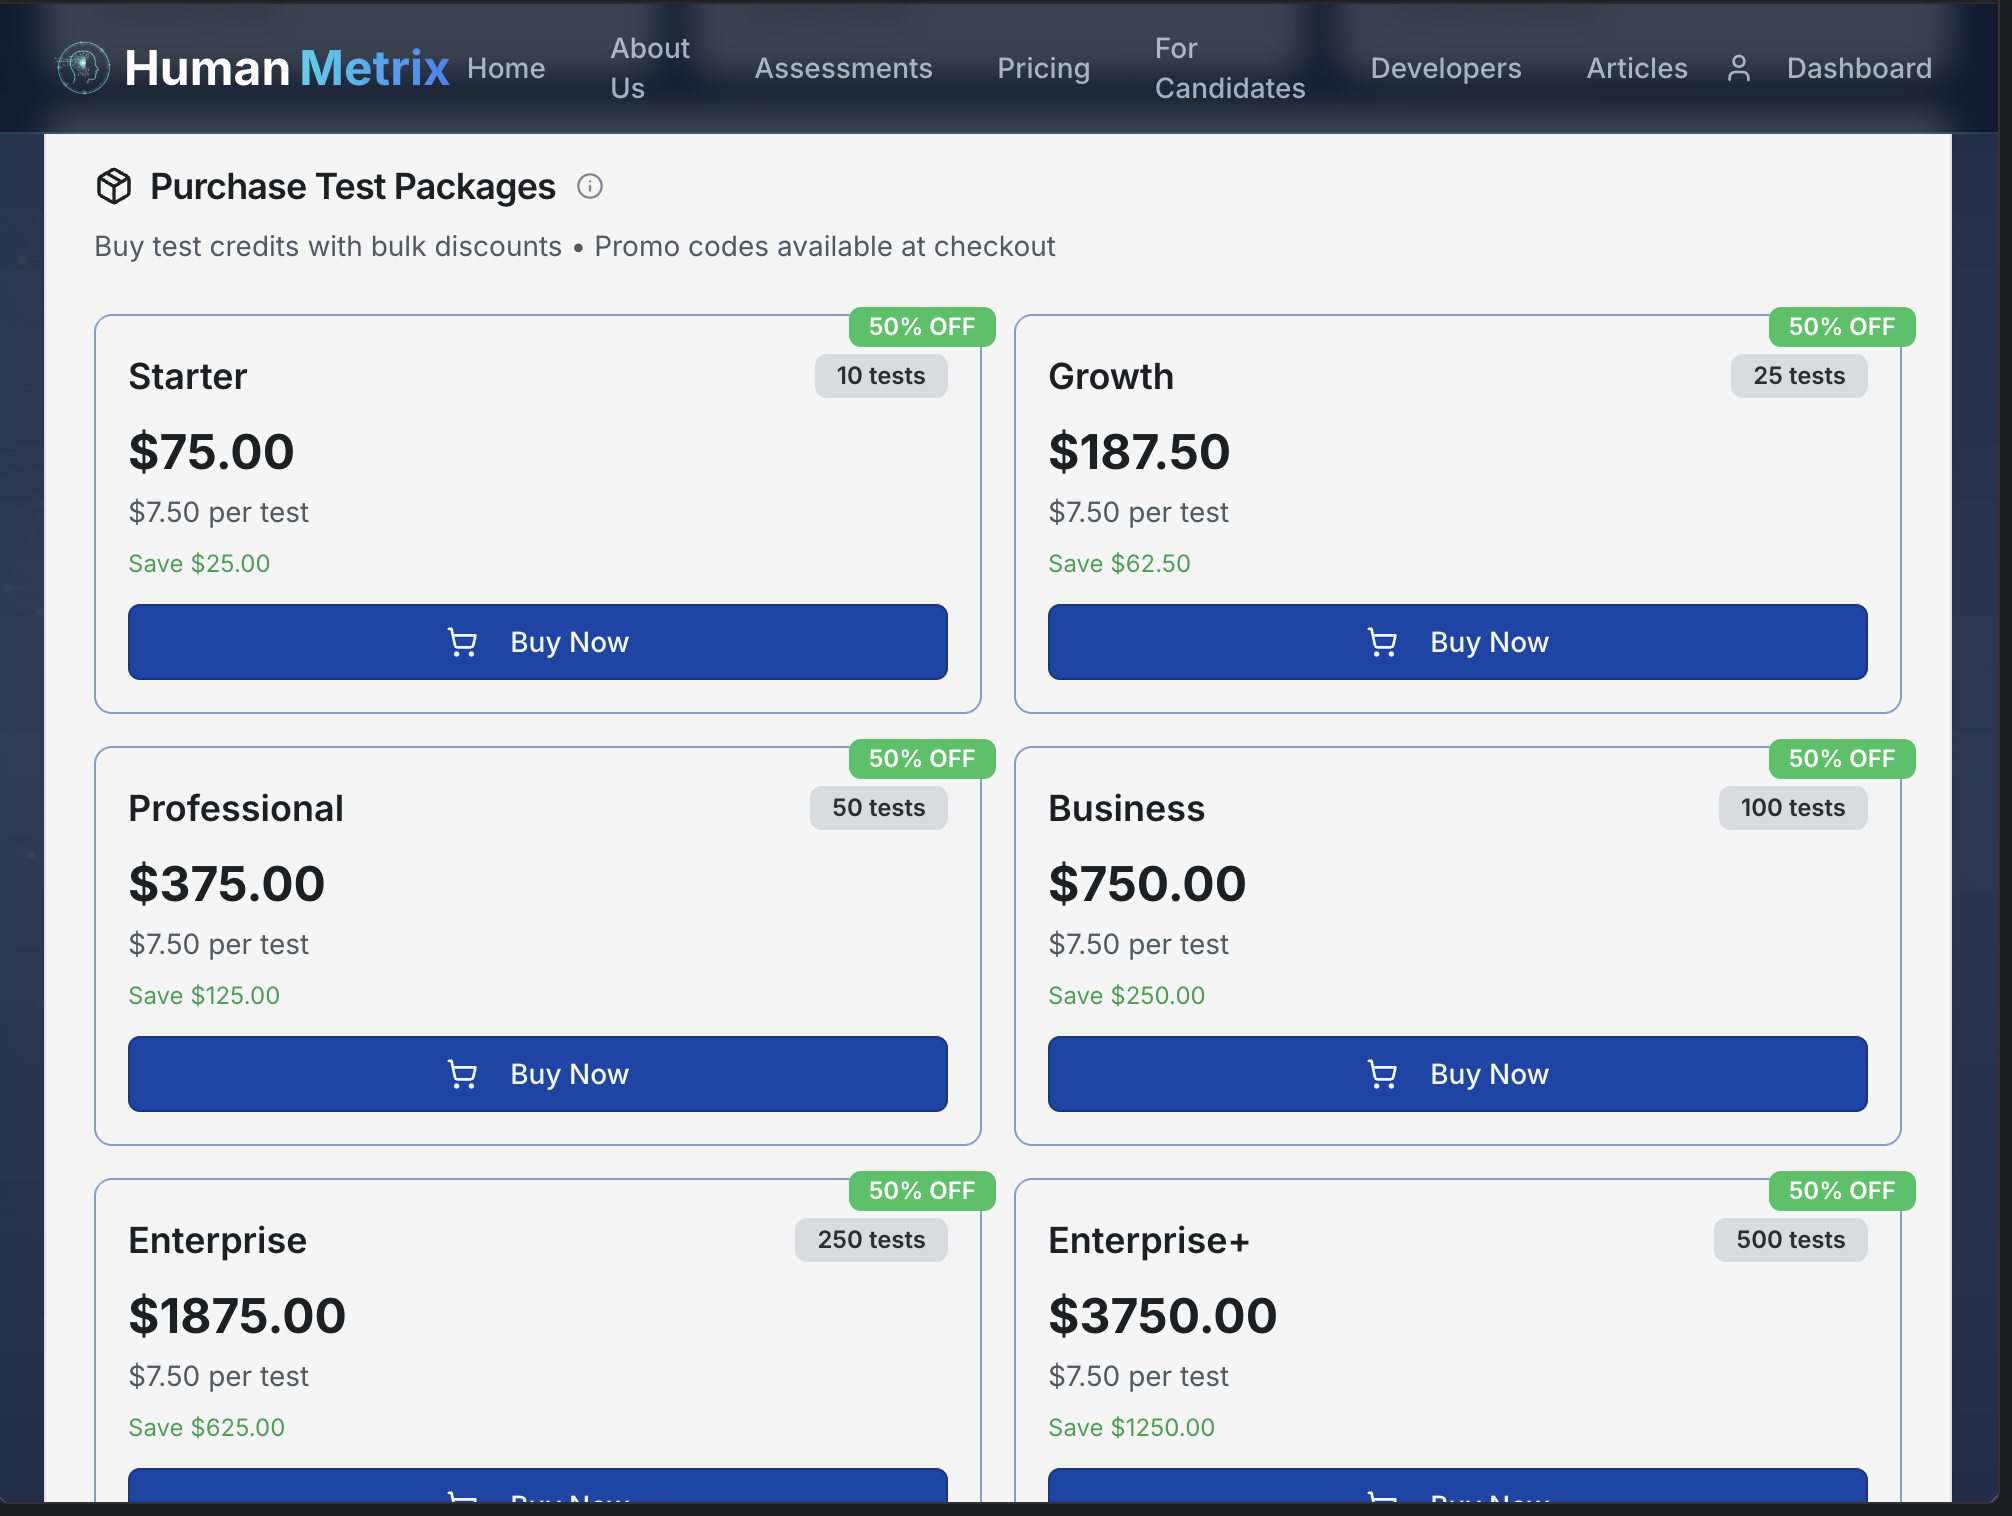 Human Metrix
Home
About Us
Assessments
Pricing
For Candidates
Developers
Articles
Dashboard
Purchase Test Packages
Buy test credits with bulk discounts • Promo codes available at checkout
50% OFF
Starter
10 tests
$75.00
$7.50 per test
Save $25.00
Buy Now
50% OFF
Growth
25 tests
$187.50
$7.50 per test
Save $62.50
Buy Now
50% OFF
Professional
50 tests
$375.00
$7.50 per test
Save $125.00
Buy Now
50% OFF
Business
100 tests
$750.00
$7.50 per test
Save $250.00
Buy Now
50% OFF
Enterprise
250 tests
$1875.00
$7.50 per test
Save $625.00
Buy Now
50% OFF
Enterprise+
500 tests
$3750.00
$7.50 per test
Save $1250.00
Buy Now